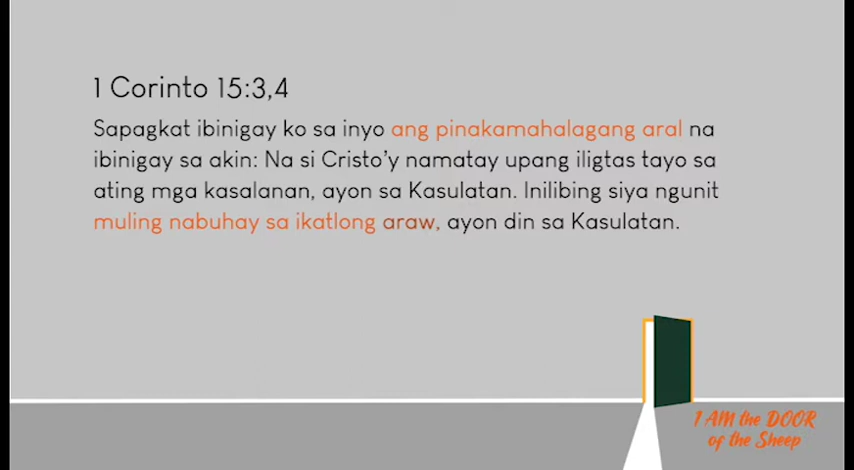 1 Corinto 15:3,4
Sapagkat ibinigay ko sa inyo ang pinakamahalagang aral na
ibinigay sa akin: Na si Cristo'y namatay upang iligtas tayo sa
ating mga kasalanan, ayon sa Kasulatan. Inilibing siya ngunit
muling nabuhay sa ikatlong araw, ayon din sa Kasulatan.
I AM the DOOR
of the Sheep